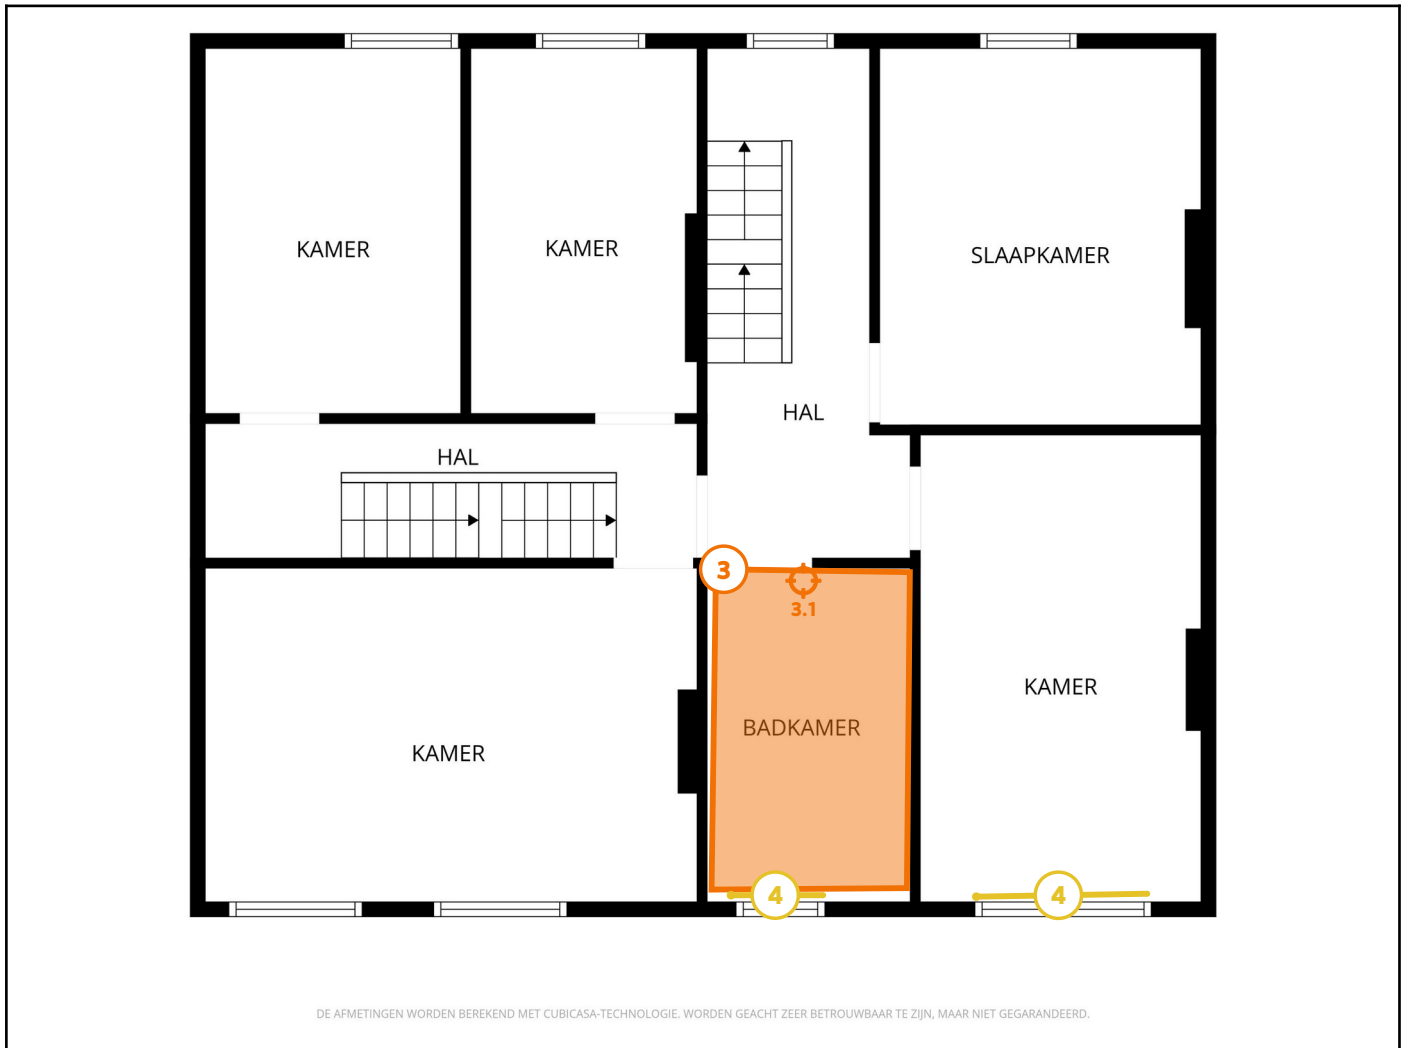 KAMER
KAMER
SLAAPKAMER
HAL
HAL
3
3.1
KAMER
BADKAMER
KAMER
4
4
DE AFMETINGEN WORDEN BEREKEND MET CUBICASA-TECHNOLOGIE. WORDEN GEACHT ZEER BETROUWBAAR TE ZIJN, MAAR NIET GEGARANDEERD.